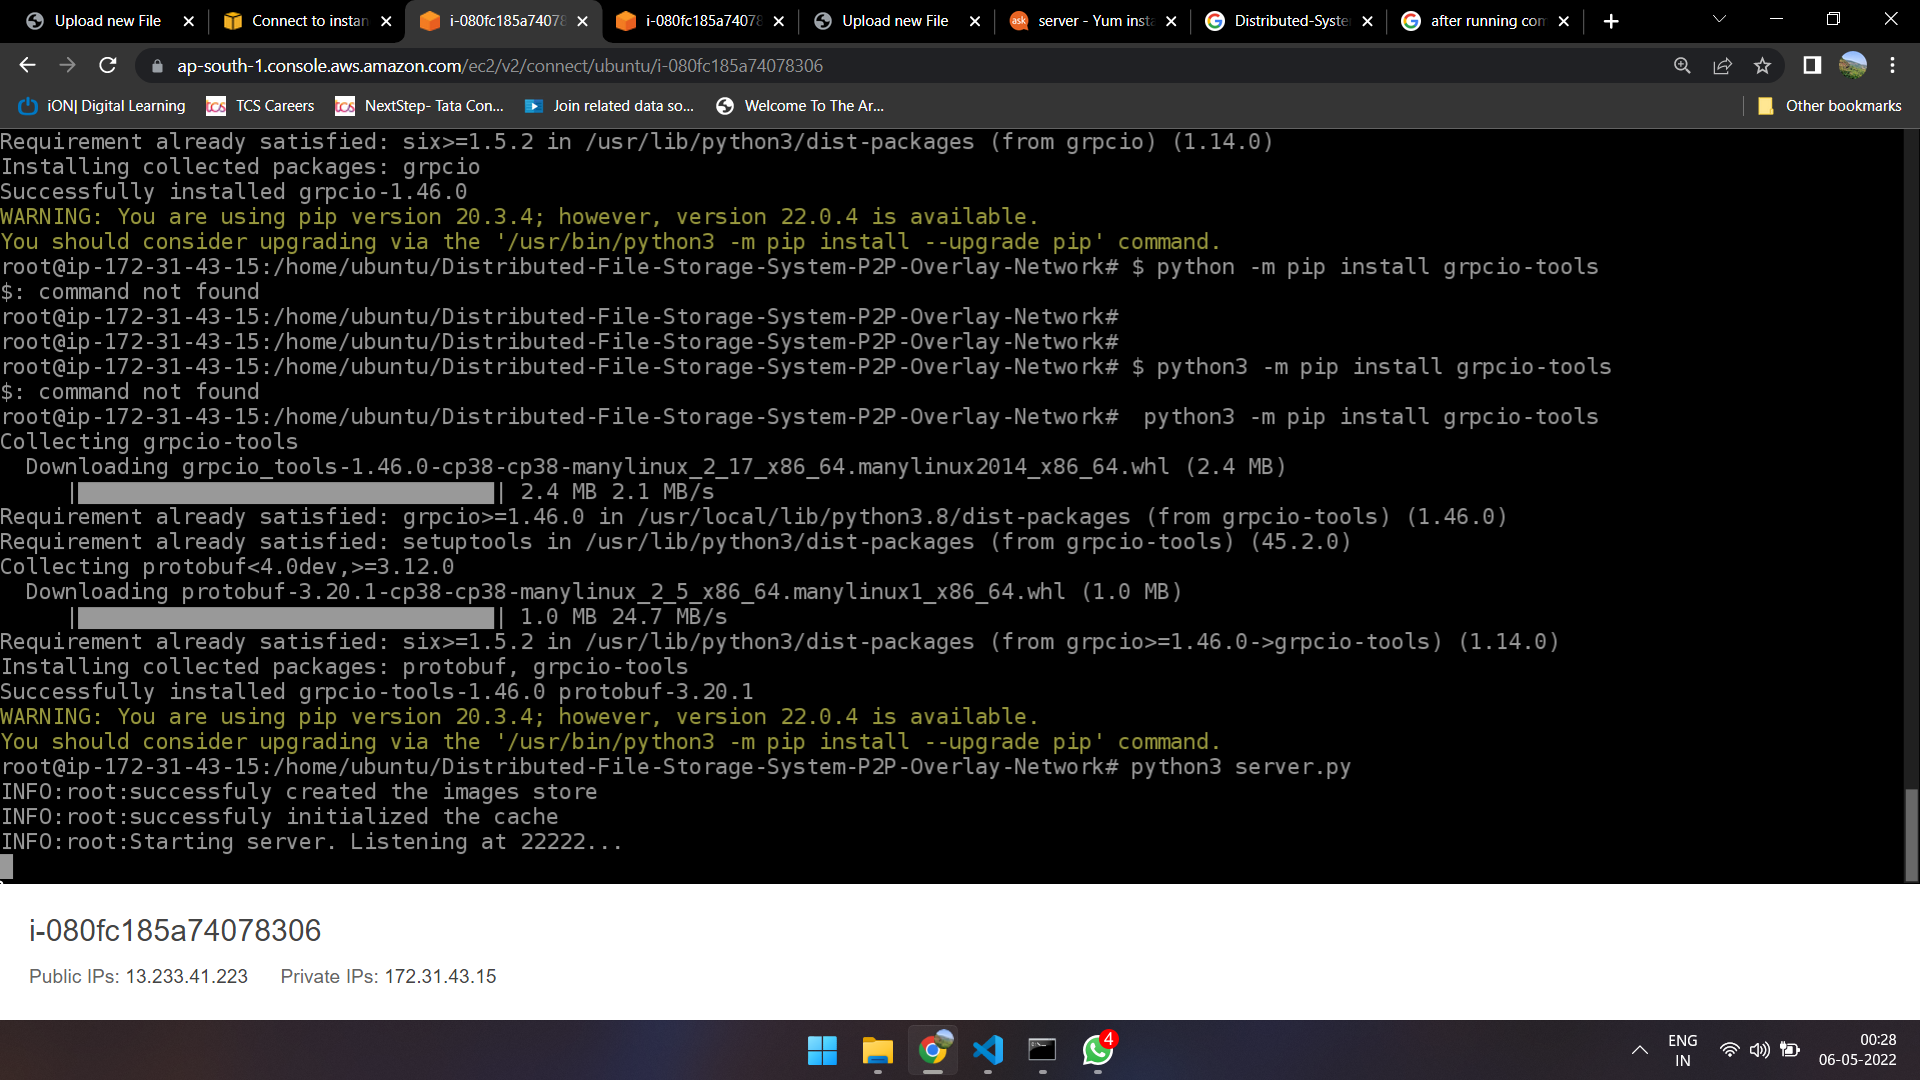 Upload new File
Connect to instan
i-080fc185a74078
i-080fc185a74078
Upload new File
ask
server - Yum insta
Distributed-Syste
after running con
ap-south-1.console.aws.amazon.com/ec2/v2/connect/ubuntu/i-080fc185a74078306
iON| Digital Learning
tcs
TCS Careers
tcs
NextStep- Tata Con...
Join related data so...
Welcome To The Ar...
Other bookmarks
Requirement already satisfied: six>=1.5.2 in /usr/lib/python3/dist-packages (from grpcio) (1.14.0)
Installing collected packages: grpcio
Successfully installed grpcio-1.46.0
WARNING: You are using pip version 20.3.4; however, version 22.0.4 is available.
You should consider upgrading via the '/usr/bin/python3 -m pip install --upgrade pip' command.
root@ip-172-31-43-15:/home/ubuntu/Distributed-File-Storage-System-P2P-Overlay-Network# $ python -m pip install grpcio-tools
$: command not found
root@ip-172-31-43-15:/home/ubuntu/Distributed-File-Storage-System-P2P-Overlay-Network#
root@ip-172-31-43-15:/home/ubuntu/Distributed-File-Storage-System-P2P-Overlay-Network#
root@ip-172-31-43-15:/home/ubuntu/Distributed-File-Storage-System-P2P-Overlay-Network# $ python3 -m pip install grpcio-tools
$: command not found
root@ip-172-31-43-15:/home/ubuntu/Distributed-File-Storage-System-P2P-Overlay-Network#  python3 -m pip install grpcio-tools
Collecting grpcio-tools
  Downloading grpcio_tools-1.46.0-cp38-cp38-manylinux_2_17_x86_64.manylinux2014_x86_64.whl (2.4 MB)
| | 2.4 MB 2.1 MB/s
Requirement already satisfied: grpcio>=1.46.0 in /usr/local/lib/python3.8/dist-packages (from grpcio-tools) (1.46.0)
Requirement already satisfied: setuptools in /usr/lib/python3/dist-packages (from grpcio-tools) (45.2.0)
Collecting protobuf<4.0dev,>=3.12.0
  Downloading protobuf-3.20.1-cp38-cp38-manylinux_2_5_x86_64.manylinux1_x86_64.whl (1.0 MB)
| | 1.0 MB 24.7 MB/s
Requirement already satisfied: six>=1.5.2 in /usr/lib/python3/dist-packages (from grpcio>=1.46.0->grpcio-tools) (1.14.0)
Installing collected packages: protobuf, grpcio-tools
Successfully installed grpcio-tools-1.46.0 protobuf-3.20.1
WARNING: You are using pip version 20.3.4; however, version 22.0.4 is available.
You should consider upgrading via the '/usr/bin/python3 -m pip install --upgrade pip' command.
root@ip-172-31-43-15:/home/ubuntu/Distributed-File-Storage-System-P2P-Overlay-Network# python3 server.py
INFO:root:successfuly created the images store
INFO:root:successfuly initialized the cache
INFO:root:Starting server. Listening at 22222...
i-080fc185a74078306
Public IPs: 13.233.41.223 Private IPs: 172.31.43.15
4
ENG
IN
00:28
06-05-2022